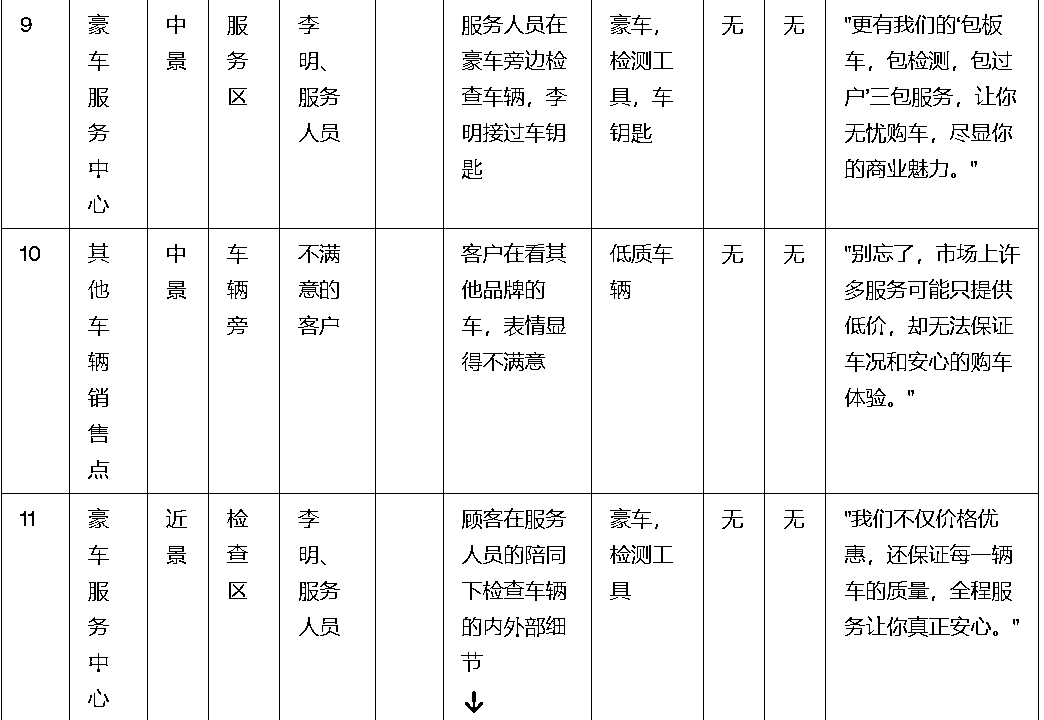 9
豪
车
服
务
中
心
中
景
服
务
区
李
明、
服务
人员
服务人员在
豪车旁边检
查车辆，李
明接过车钥
匙
豪车，
检测工
具，车
钥匙
无
无
"更有我们的‘包板
车，包检测，包过
户’三包服务，让你
无忧购车，尽显你
的商业魅力。"
10
其
他
车
辆
销
售
点
中
景
车
辆
旁
不满
意的
客户
客户在看其
他品牌的
车，表情显
得不满意
低质车
辆
无
无
"别忘了，市场上许
多服务可能只提供
低价，却无法保证
车况和安心的购车
体验。"
11
豪
车
服
务
中
心
近
景
检
查
区
李
明、
服务
人员
顾客在服务
人员的陪同
下检查车辆
的内外部细
节
豪车，
检测工
具
无
无
"我们不仅价格优
惠，还保证每一辆
车的质量，全程服
务让你真正安心。"